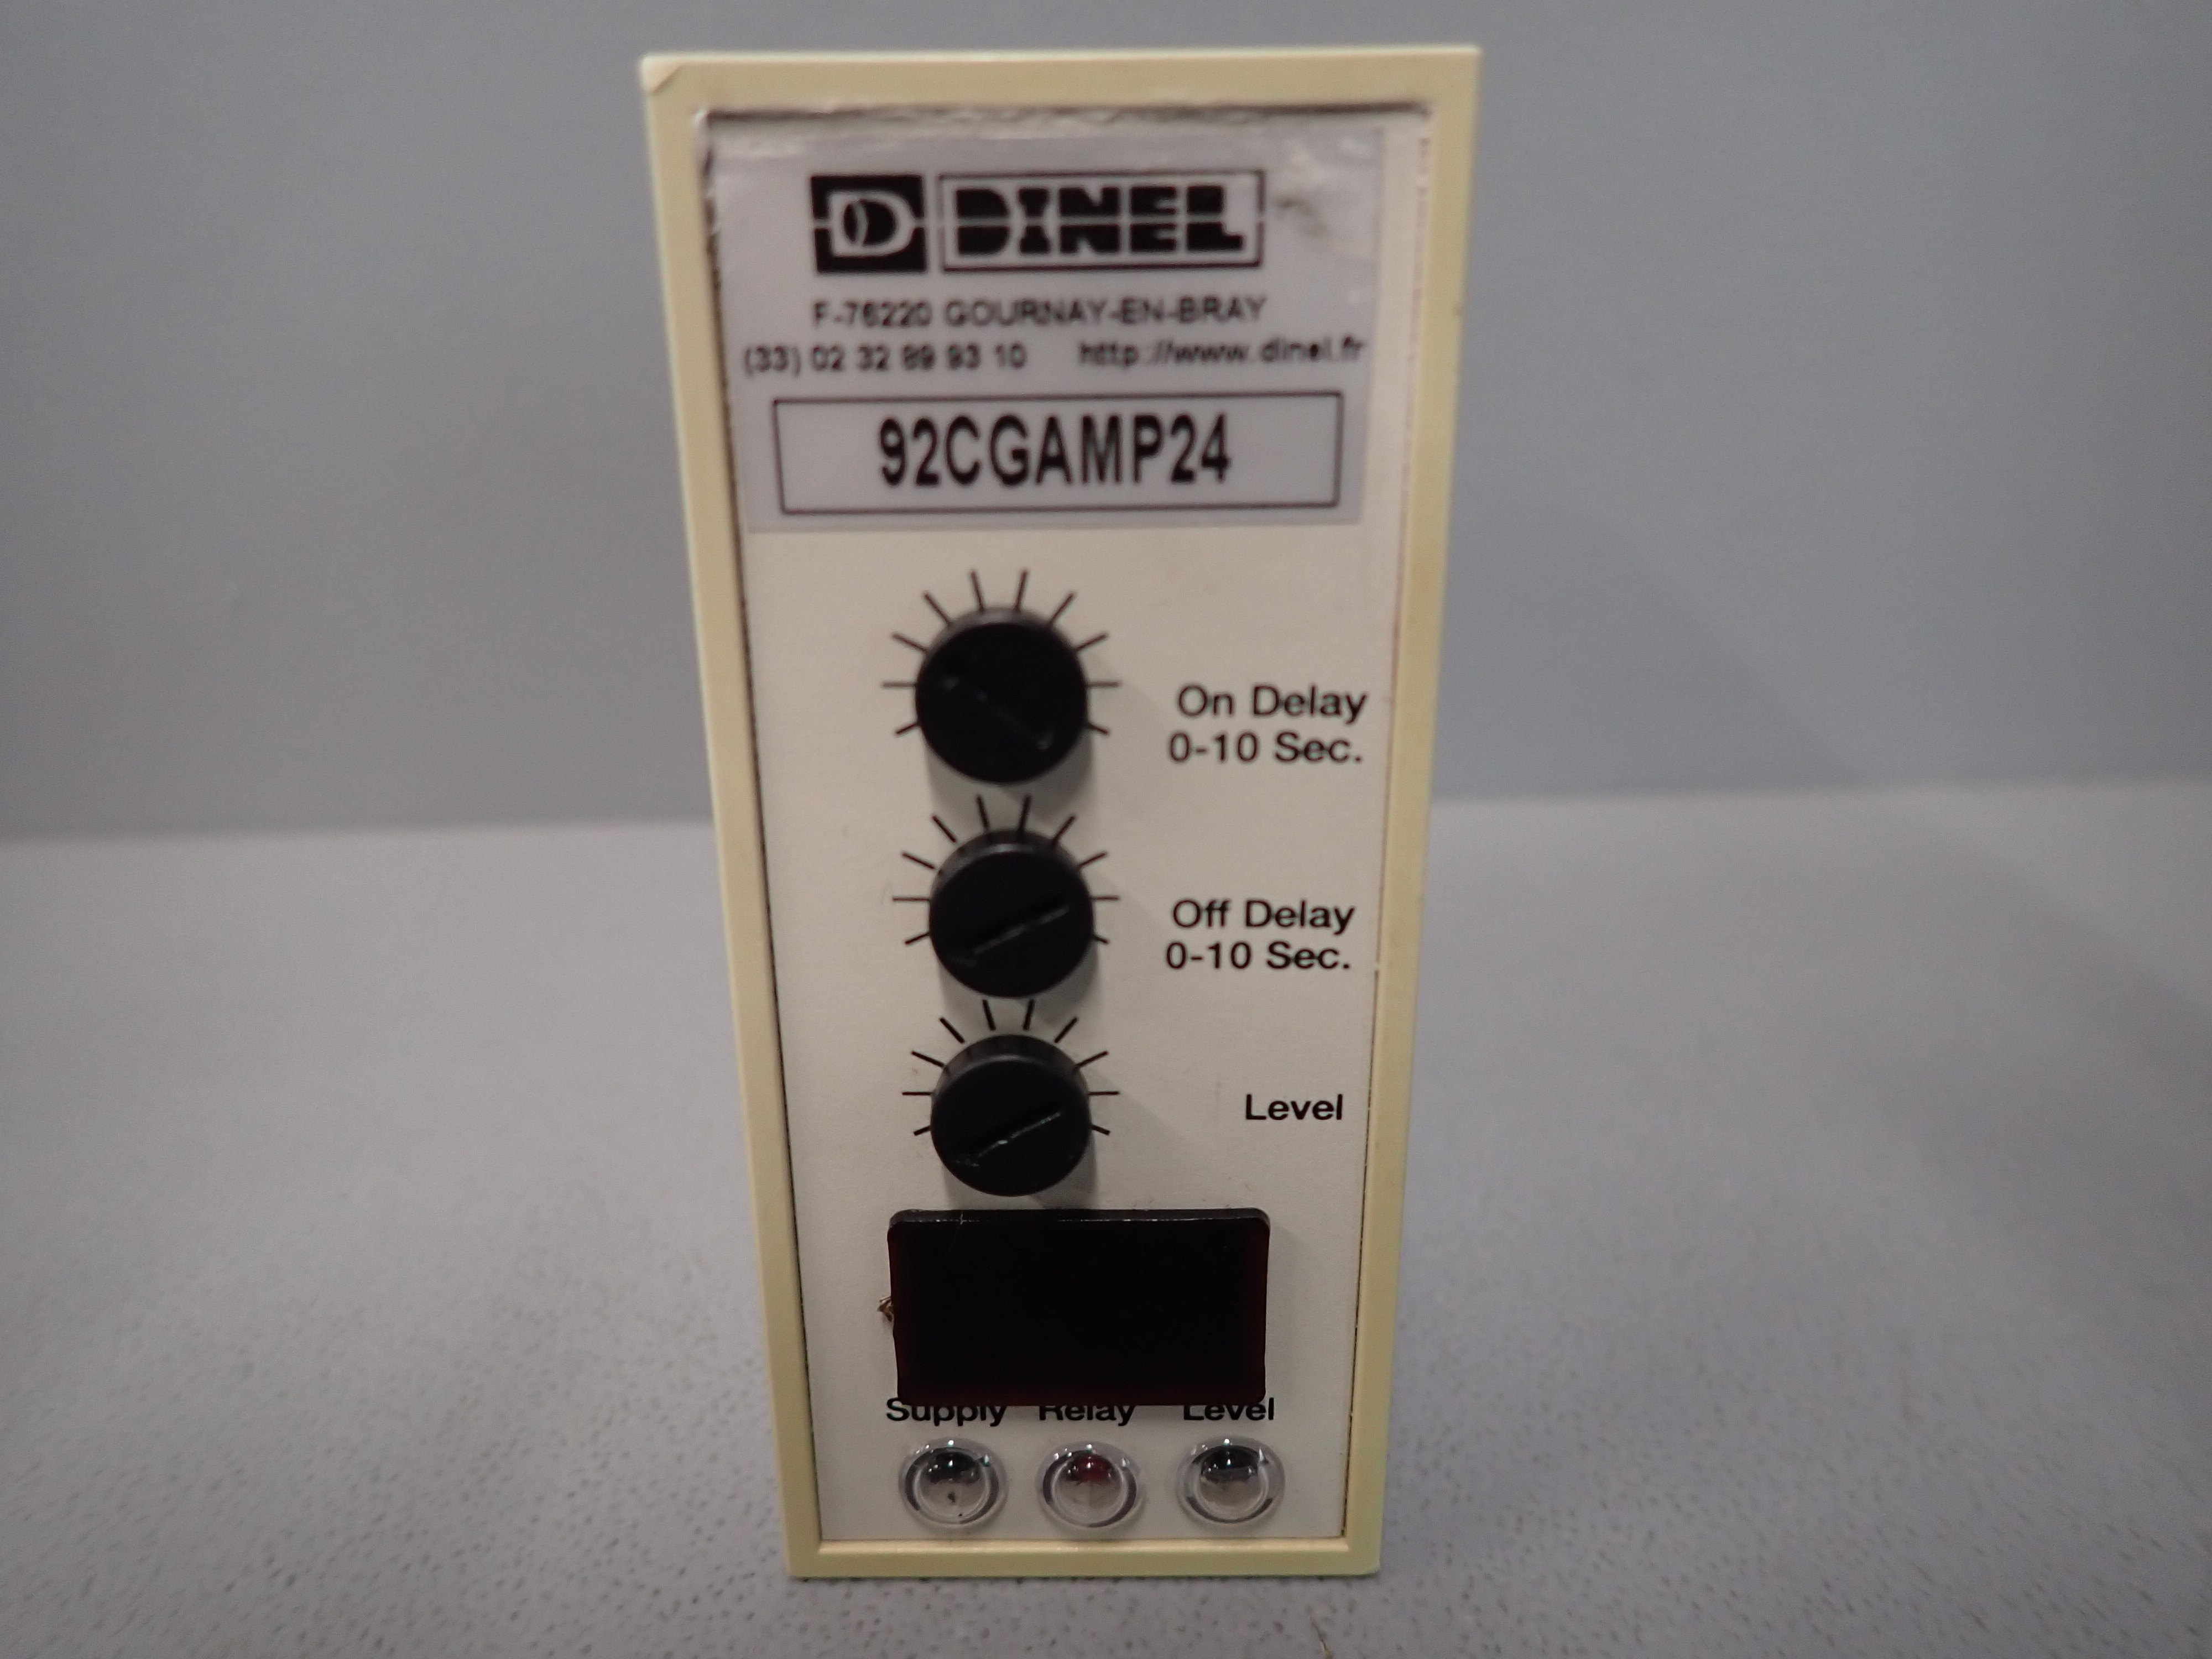 D DINEL
F-76220 GOURNAY-EN-BRAY
(33) 02 32 89 93 10 http://www.dinel.fr
92CGAMP24
On Delay
0-10 Sec.
Off Delay
0-10 Sec.
Level
Supply Relay Level